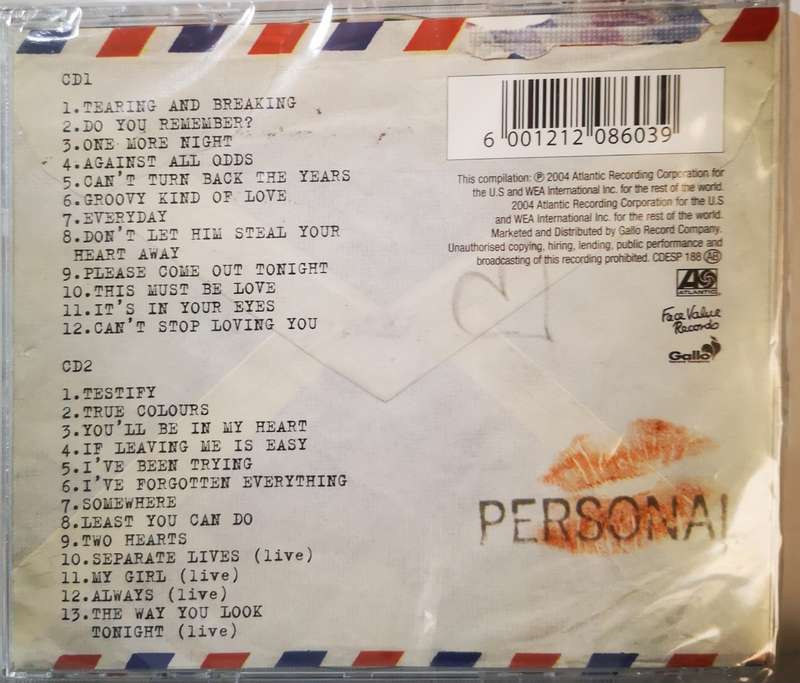 CD1
1.TEARING AND BREAKING
2.DO YOU REMEMBER?
3.ONE MORE NIGHT
4.AGAINST ALL ODDS
5.CAN'T TURN BACK THE YEARS
6.GROOVY KIND OF LOVE
7.EVERYDAY
8.DON'T LET HIM STEAL YOUR
HEART AWAY
9.PLEASE COME OUT TONIGHT
10.THIS MUST BE LOVE
11.IT'S IN YOUR EYES
12.CAN'T STOP LOVING YOU
CD2
1.TESTIFY
2.TRUE COLOURS
3.YOU'LL BE IN MY HEART
4.IF LEAVING ME IS EASY
5.I'VE BEEN TRYING
6.I'VE FORGOTTEN EVERYTHING
7.SOMEWHERE
8.LEAST YOU CAN DO
9.TWO HEARTS
10.SEPARATE LIVES (live)
11.MY GIRL (live)
12.ALWAYS (live)
13.THE WAY YOU LOOK
TONIGHT (live)
6 001212 086039
This compilation: ℗ 2004 Atlantic Recording Corporation for
the U.S and WEA International Inc. for the rest of the world.
2004 Atlantic Recording Corporation for the U.S
and WEA International Inc. for the rest of the world.
Marketed and Distributed by Gallo Record Company.
Unauthorised copying, hiring, lending, public performance and
broadcasting of this recording prohibited. CDESP 188 AR
ATLANTIC
Face Value
Records
Gallo
PERSONAL